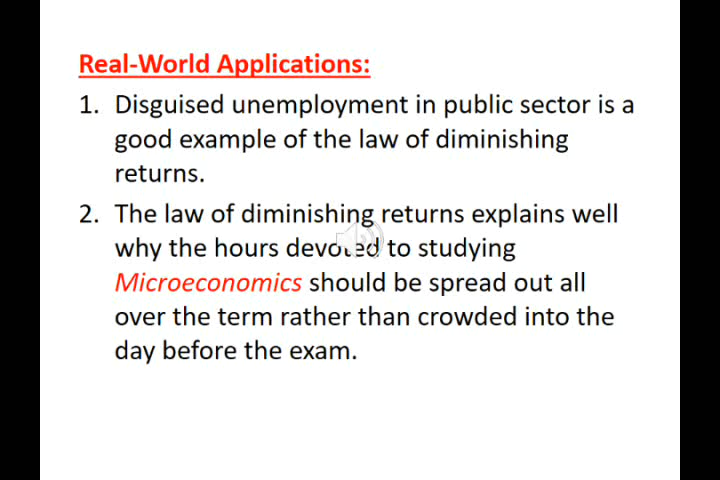 Real-World Applications:
1. Disguised unemployment in public sector is a
good example of the law of diminishing
returns.
2. The law of diminishing returns explains well
why the hours devoted to studying
Microeconomics should be spread out all
over the term rather than crowded into the
day before the exam.